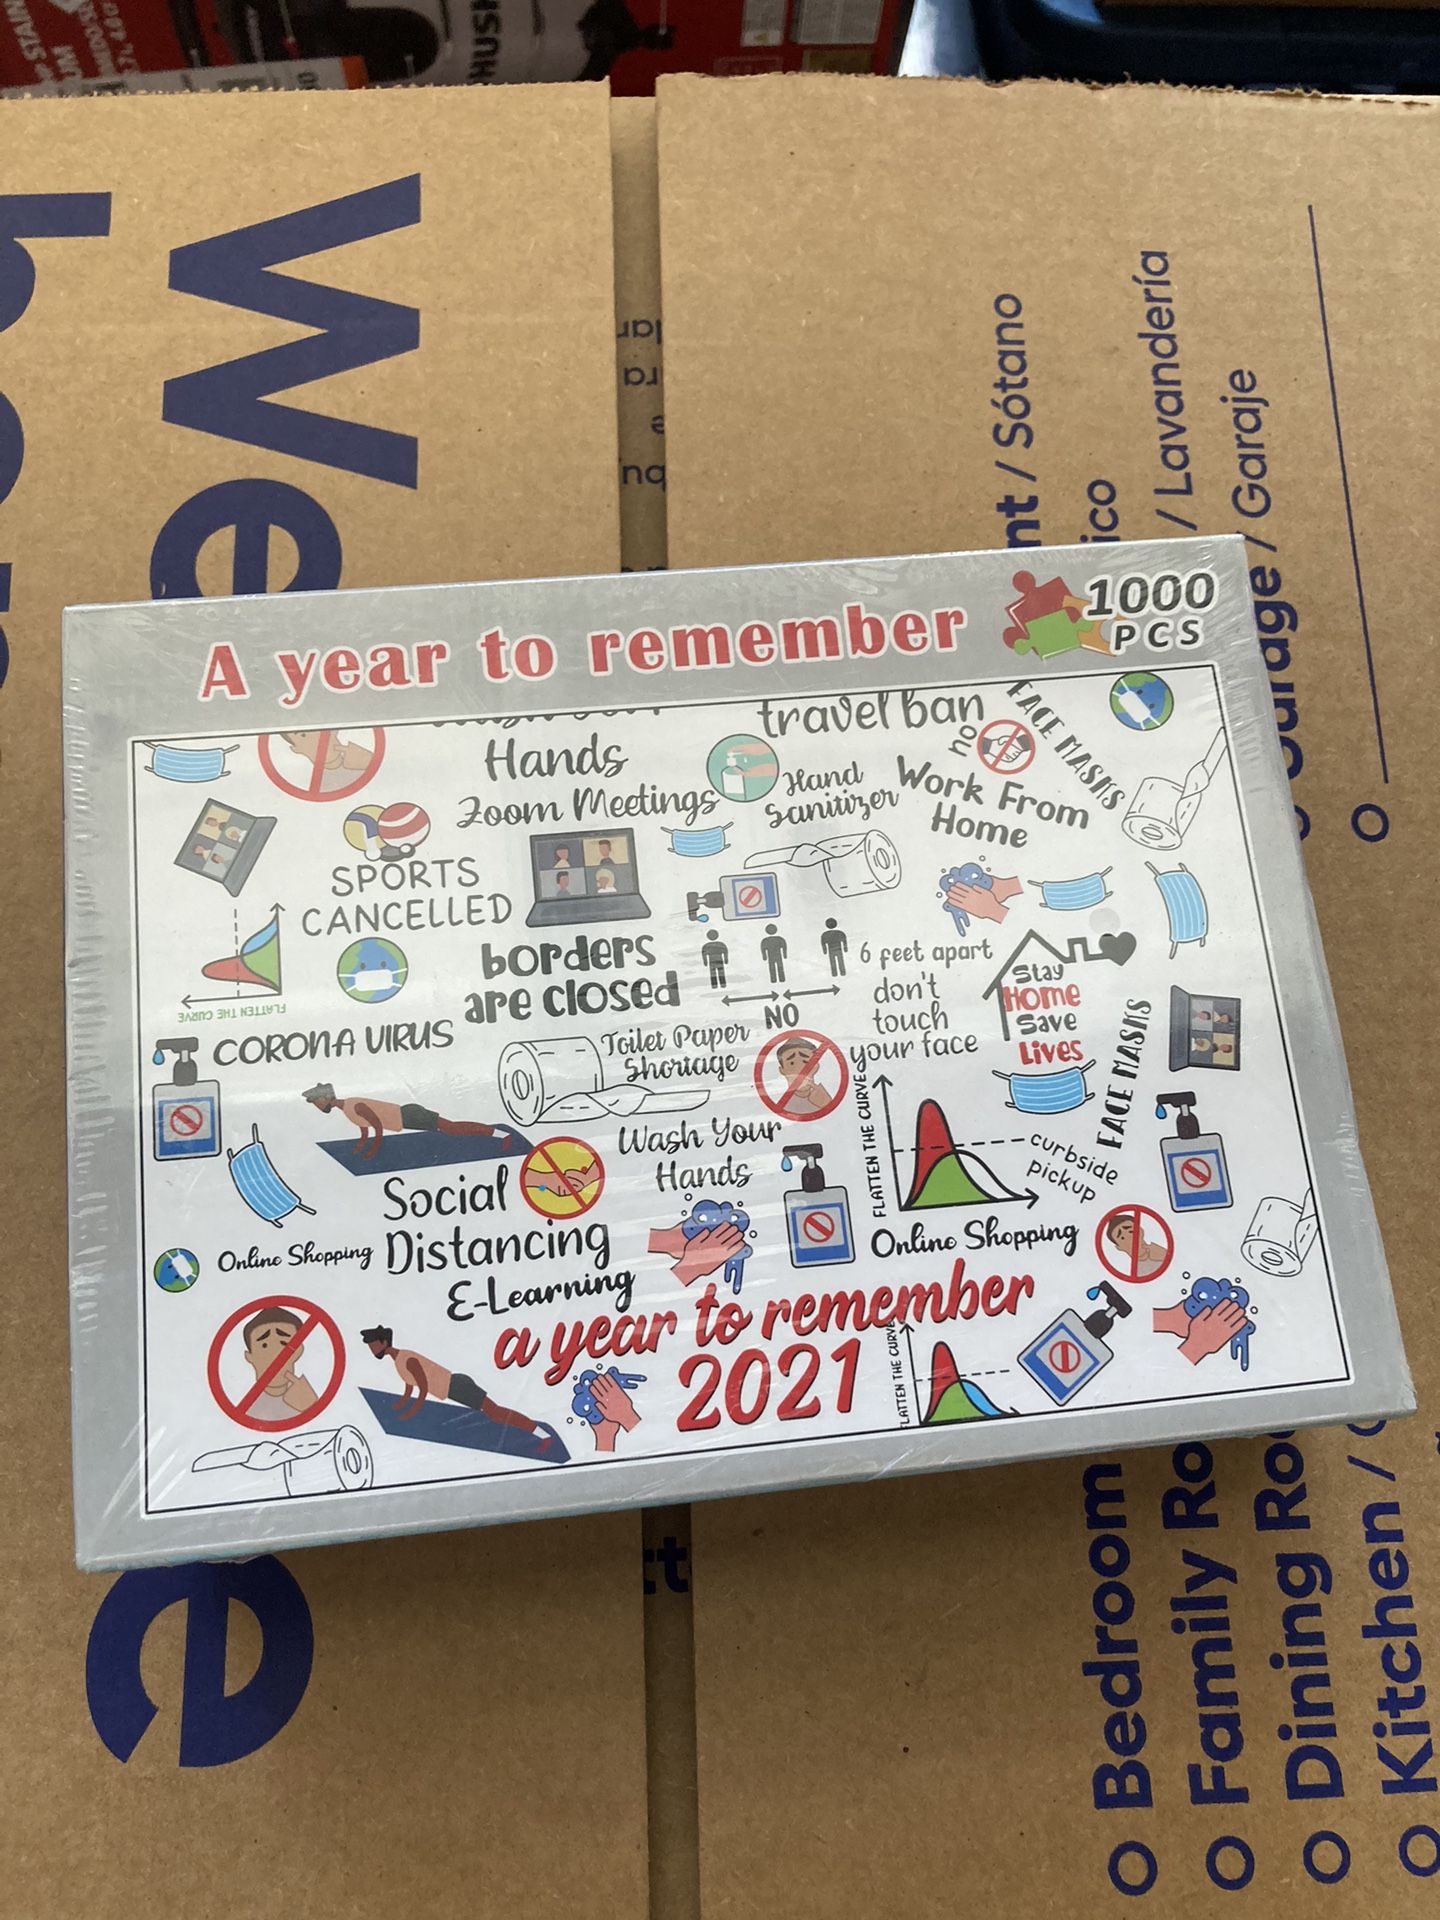 We
e
/ Sótano
/ Lavandería
/ Garaje
A year to remember
1000
PCS
travel ban
FACE MASKS
Hands
no
Zoom Meetings
Hand
Sanitizer
Work From
Home
SPORTS
CANCELLED
borders
are closed
6 feet apart
don't
touch
your face
NO
Stay
Home
Save
Lives
FLATTEN THE CURVE
CORONA VIRUS
Toilet Paper
Shortage
FACE MASKS
FLATTEN THE CURVE
curbside
pickup
Wash Your
Hands
Social
Distancing
Online Shopping
Online Shopping
E-Learning
a year to remember
2021
FLATTEN THE CURVE
Bedroom
Family Ro
Dining Ro
Kitchen /